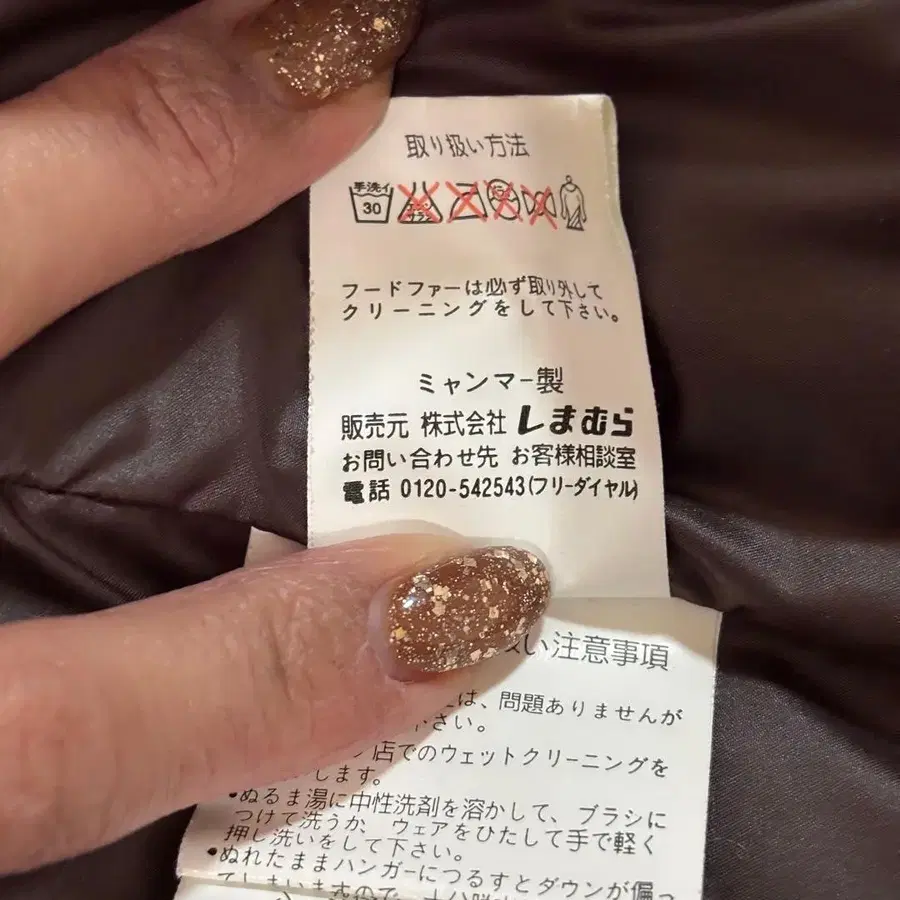 取り扱い方法
手洗イ 30
フードファーは必ず取り外して
クリーニングをして下さい。
ミャンマー製
販売元 株式会社 しまむら
お問い合わせ先 お客様相談室
電話 0120-542543(フリーダイヤル)
い注意事項
は、問題ありませんが
さい。
店でのウェットクリーニングを
します。
•ぬるま湯に中性洗剤を溶かして、ブラシに
つけて洗うか、ウェアをひたして手で軽く
押し洗いをして下さい。
•ぬれたままハンガーにつるすとダウンが偏っ